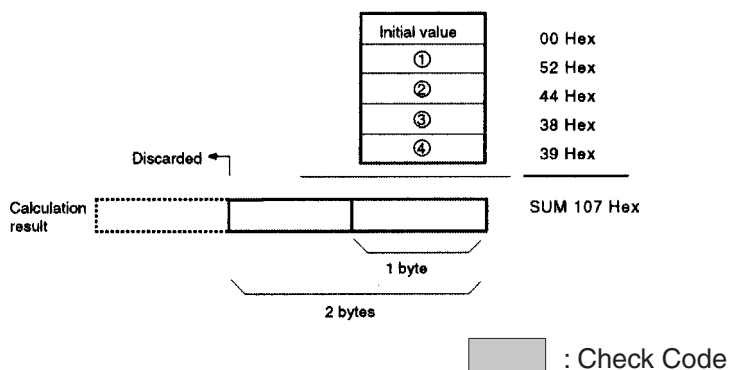 Initial value 00 Hex
① 52 Hex
② 44 Hex
③ 38 Hex
④ 39 Hex
Discarded
Calculation result SUM 107 Hex
1 byte
2 bytes
: Check Code